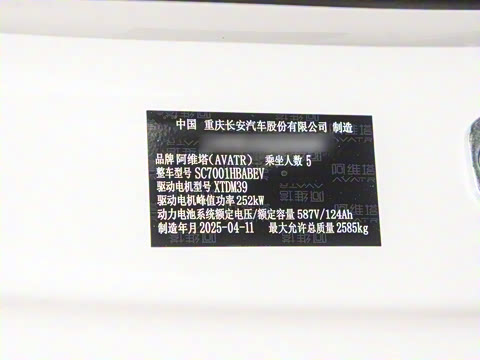 中国 重庆长安汽车股份有限公司 制造
品牌 阿维塔(AVATR) 乘坐人数 5
整车型号 SC7001HBABEV
驱动电机型号 XTDM39
驱动电机峰值功率 252kW
动力电池系统额定电压/额定容量 587V/124Ah
制造年月 2025-04-11 最大允许总质量 2585kg